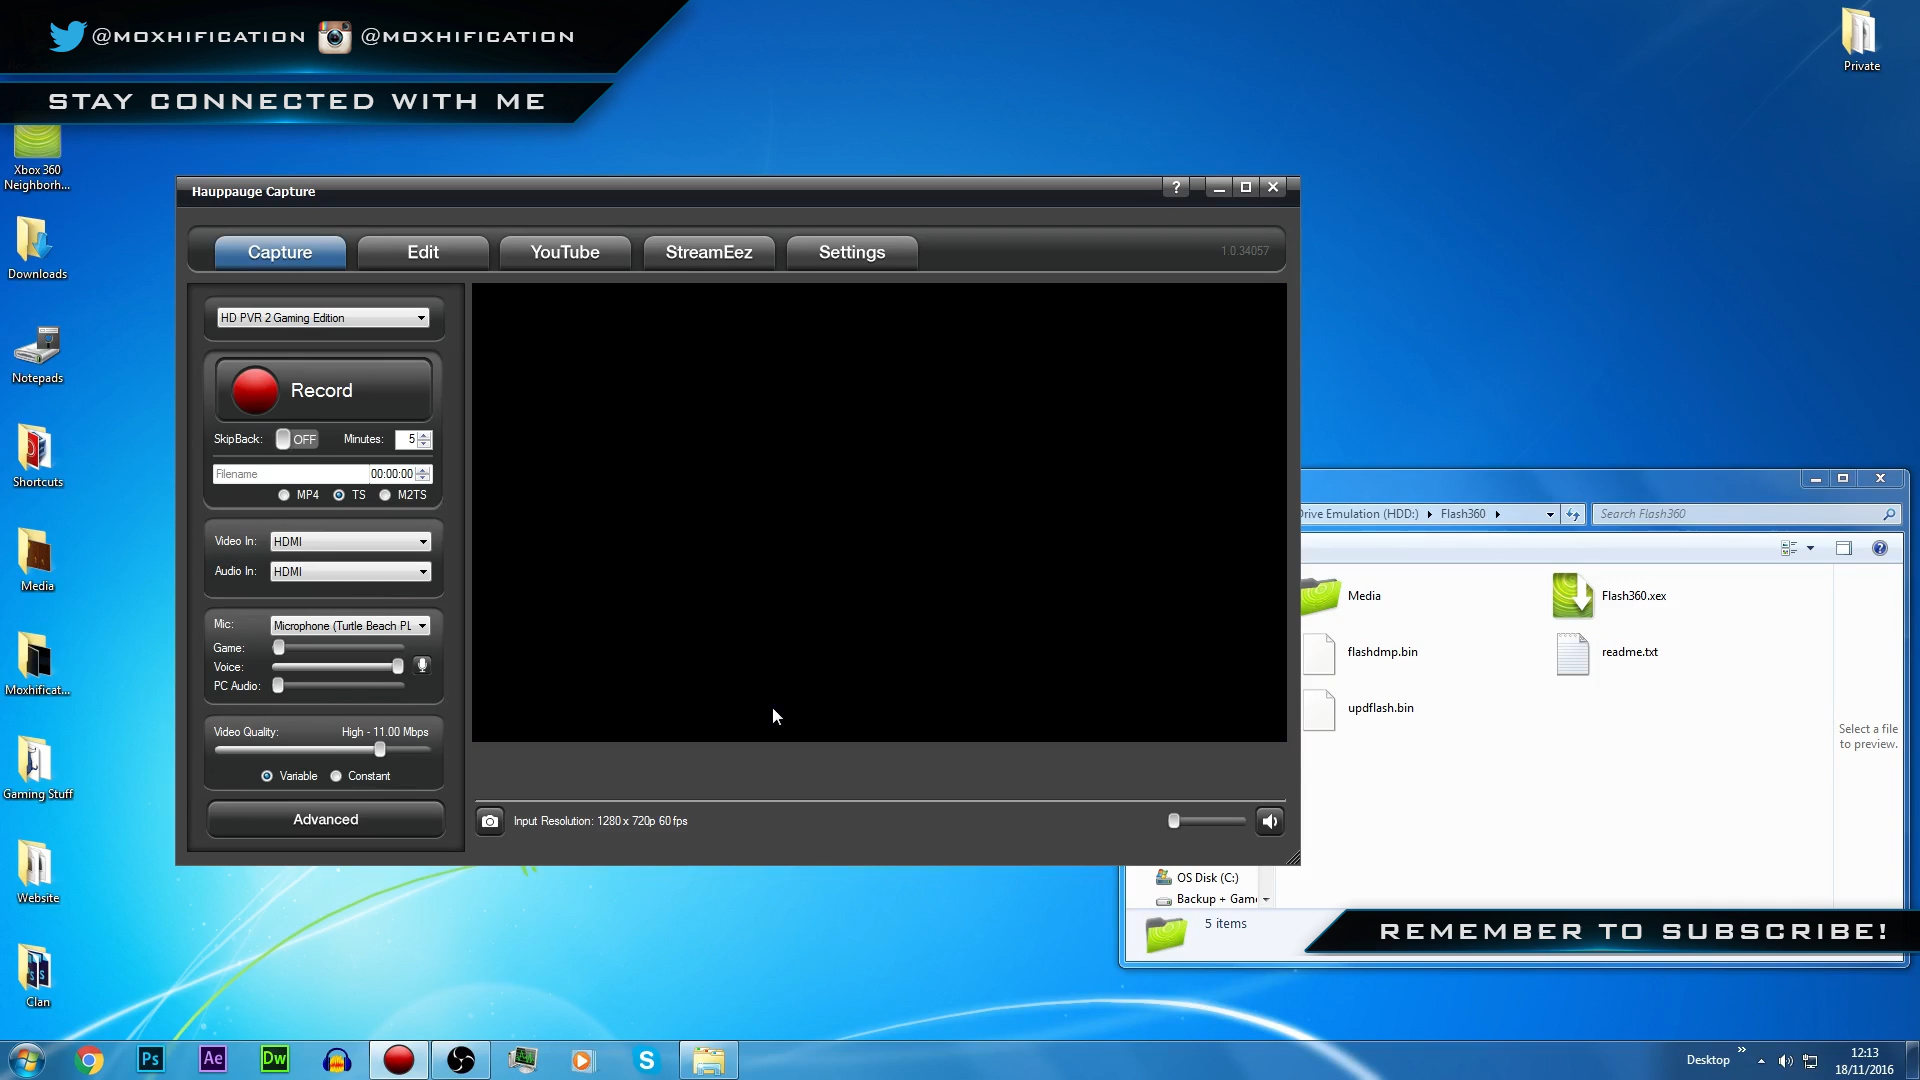 @MOXHIFICATION @MOXHIFICATION
STAY CONNECTED WITH ME
Private
Xbox 360
Neighborh...
Downloads
Notepads
Shortcuts
Media
Moxhificat...
Gaming Stuff
Website
Clan
Hauppauge Capture
?
Capture
Edit
YouTube
StreamEez
Settings
1.0.34057
HD PVR 2 Gaming Edition
Record
SkipBack: OFF Minutes: 5
Filename 00:00:00
MP4 TS M2TS
Video In: HDMI
Audio In: HDMI
Mic: Microphone (Turtle Beach PL
Game:
Voice:
PC Audio:
Video Quality: High - 11.00 Mbps
Variable Constant
Advanced
Input Resolution: 1280 x 720p 60 fps
Drive Emulation (HDD:) Flash360
Search Flash360
Media
Flash360.xex
flashdmp.bin
readme.txt
updflash.bin
Select a file
to preview.
OS Disk (C:)
Backup + Gam
5 items
REMEMBER TO SUBSCRIBE!
Ps
Ae
Dw
S
Desktop
12:13
18/11/2016